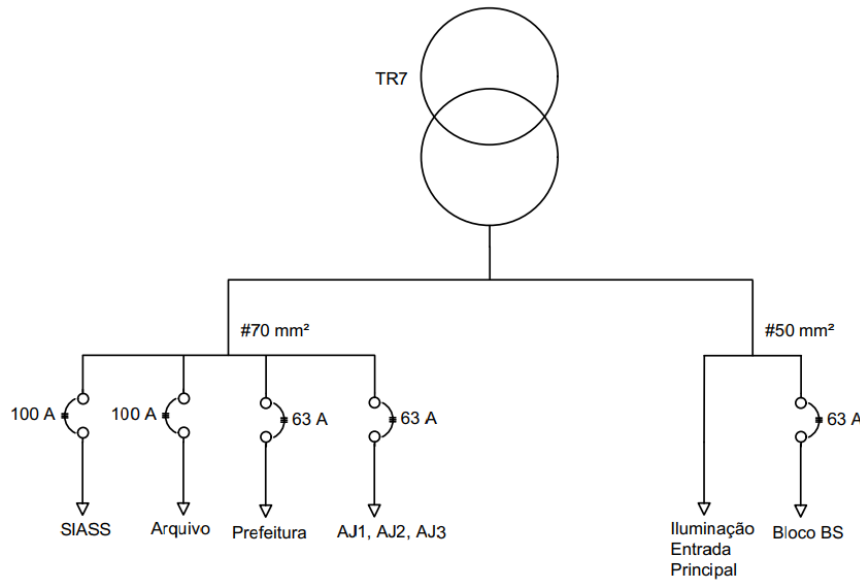 TR7
#70 mm²
#50 mm²
100 A
100 A
63 A
63 A
63 A
SIASS
Arquivo
Prefeitura
AJ1, AJ2, AJ3
Iluminação
Entrada
Principal
Bloco BS